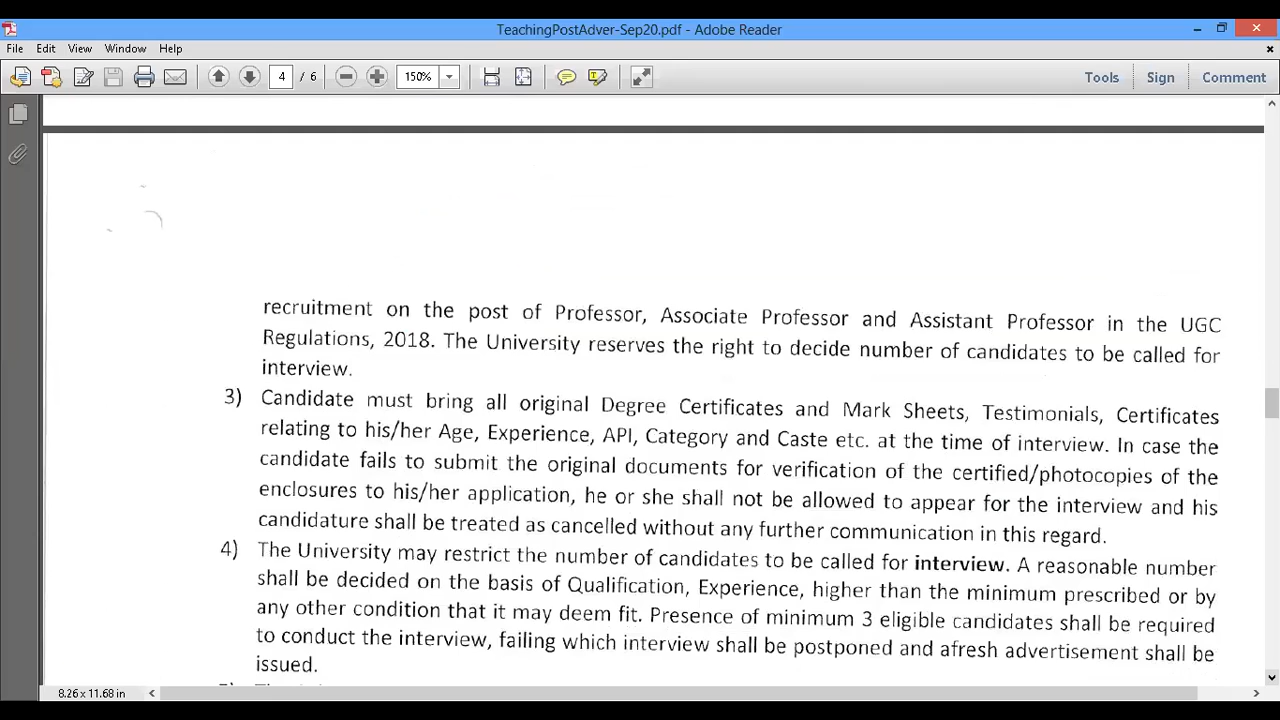 TeachingPostAdver-Sep20.pdf - Adobe Reader
File Edit View Window Help
4 / 6 150% Tools Sign Comment
recruitment on the post of Professor, Associate Professor and Assistant Professor in the UGC
Regulations, 2018. The University reserves the right to decide number of candidates to be called for
interview.
3) Candidate must bring all original Degree Certificates and Mark Sheets, Testimonials, Certificates
relating to his/her Age, Experience, API, Category and Caste etc. at the time of interview. In case the
candidate fails to submit the original documents for verification of the certified/photocopies of the
enclosures to his/her application, he or she shall not be allowed to appear for the interview and his
candidature shall be treated as cancelled without any further communication in this regard.
4) The University may restrict the number of candidates to be called for interview. A reasonable number
shall be decided on the basis of Qualification, Experience, higher than the minimum prescribed or by
any other condition that it may deem fit. Presence of minimum 3 eligible candidates shall be required
to conduct the interview, failing which interview shall be postponed and afresh advertisement shall be
issued.
8.26 x 11.68 in